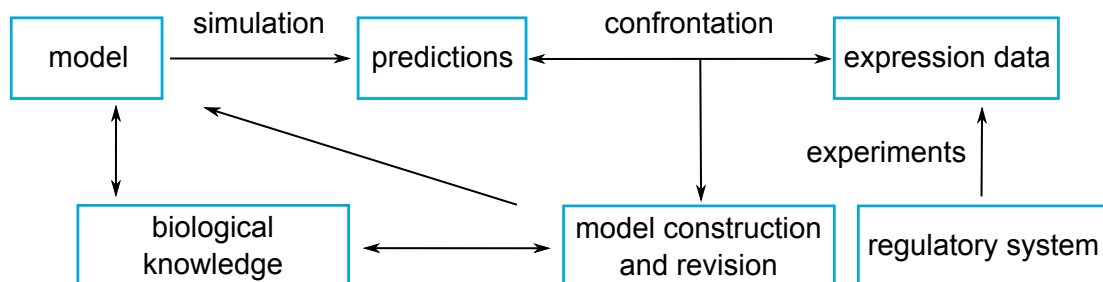 simulation
confrontation
model
predictions
expression data
experiments
biological
knowledge
model construction
and revision
regulatory system